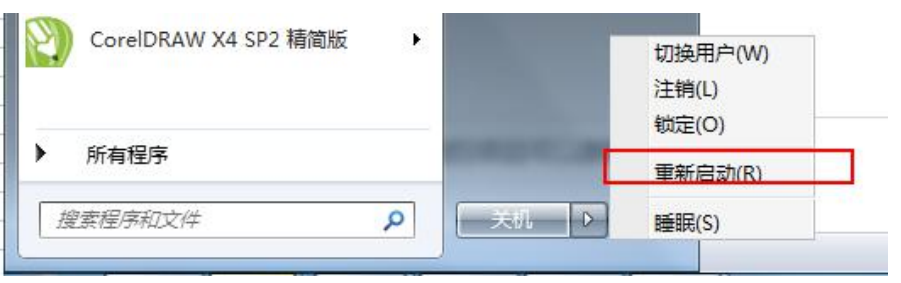 CorelDRAW X4 SP2 精简版
所有程序
搜索程序和文件
关机
切换用户(W)
注销(L)
锁定(O)
重新启动(R)
睡眠(S)